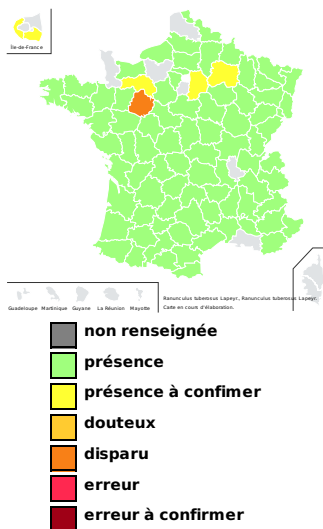 Île-de-France
Guadeloupe Martinique Guyane La Réunion Mayotte
Ranunculus tuberosus Lapeyr., Ranunculus tuberosus Lapeyr.
Carte en cours d'élaboration.
non renseignée
présence
présence à confimer
douteux
disparu
erreur
erreur à confirmer